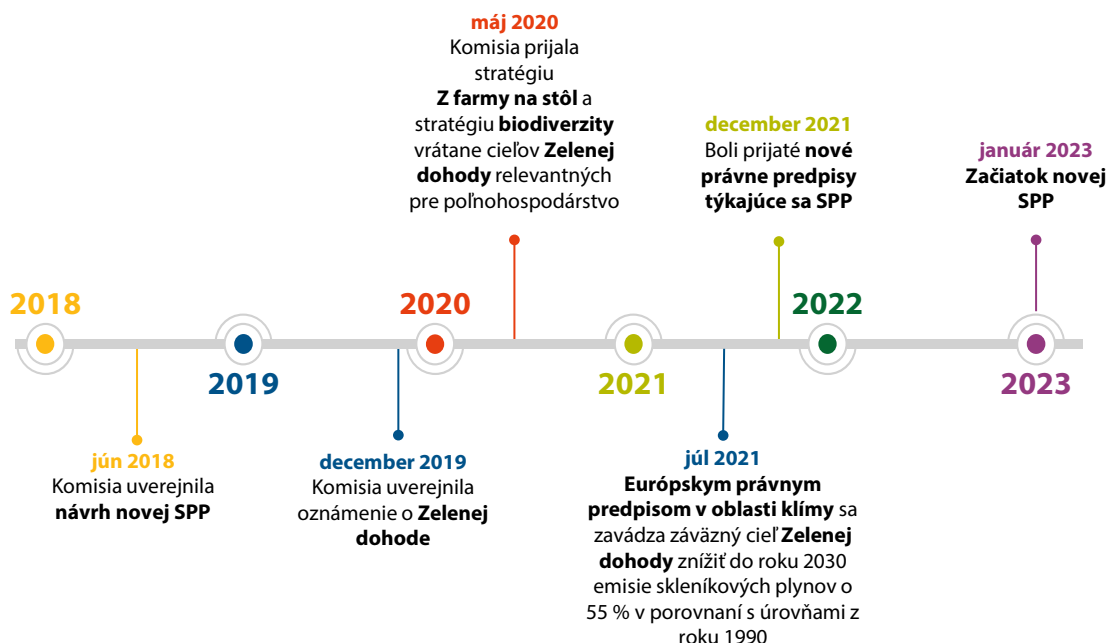 máj 2020
Komisia prijala
stratégiu
Z farmy na stôl a
stratégiu biodiverzity
vrátane cieľov Zelenej
dohody relevantných
pre poľnohospodárstvo
december 2021
Boli prijaté nové
právne predpisy
týkajúce sa SPP
január 2023
Začiatok novej
SPP
2018
2019
2020
2021
2022
2023
jún 2018
Komisia uverejnila
návrh novej SPP
december 2019
Komisia uverejnila
oznámenie o Zelenej
dohode
júl 2021
Európskym právnym
predpisom v oblasti klímy sa
zavádza záväzný cieľ Zelenej
dohody znížiť do roku 2030
emisie skleníkových plynov o
55 % v porovnaní s úrovňami z
roku 1990